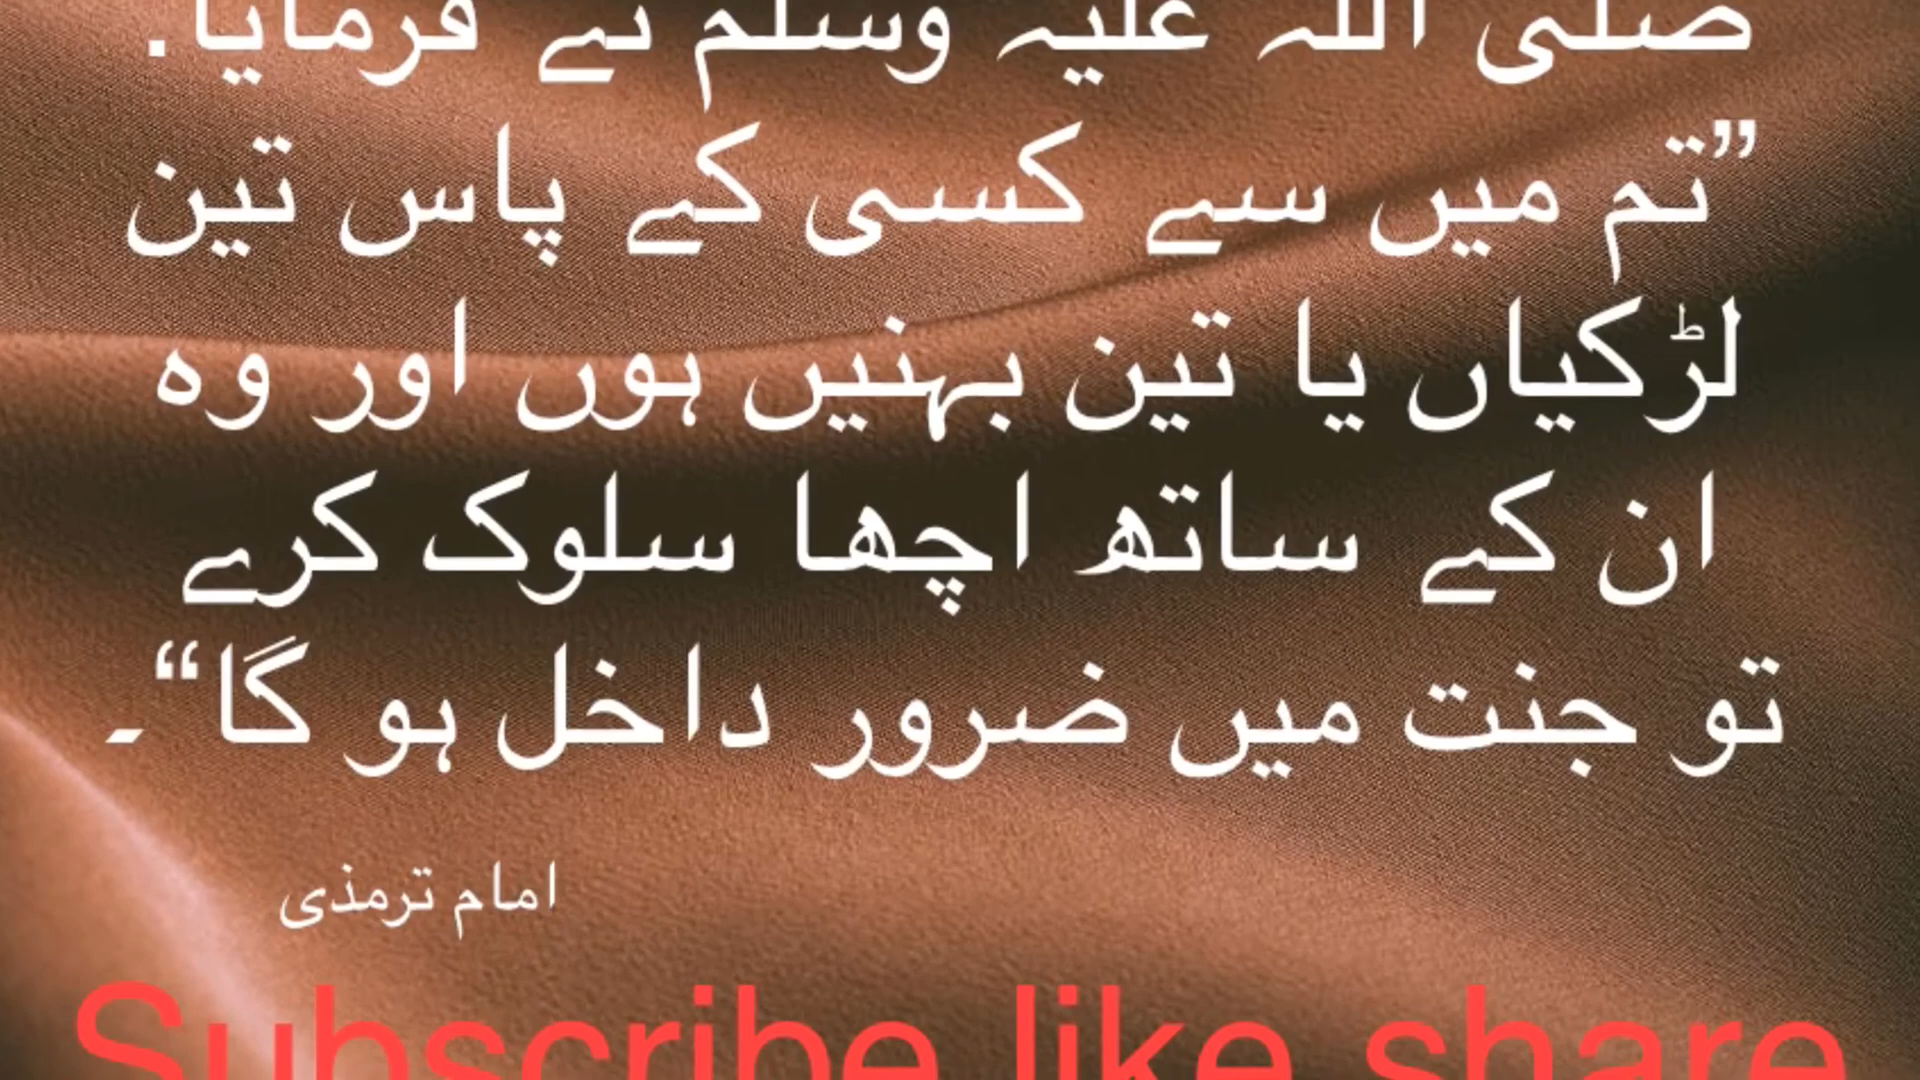 صلی اللہ علیہ وسلم نے فرمایا:
”تم میں سے کسی کے پاس تین
لڑکیاں یا تین بہنیں ہوں اور وہ
ان کے ساتھ اچھا سلوک کرے
تو جنت میں ضرور داخل ہو گا“۔
امام ترمذی
Subscribe like share